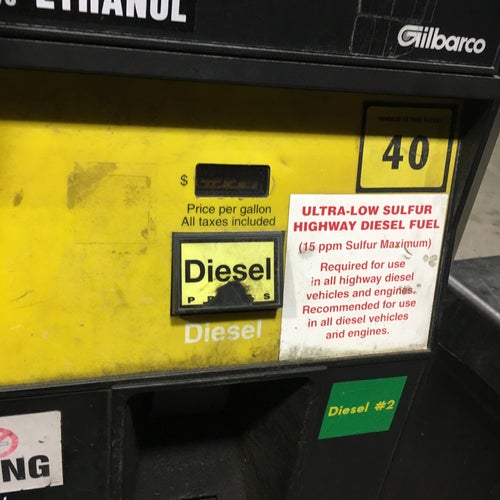 ETHANOL
Gilbarco
40
$
Price per gallon
All taxes included
ULTRA-LOW SULFUR
HIGHWAY DIESEL FUEL
(15 ppm Sulfur Maximum)
Required for use
in all highway diesel
vehicles and engines.
Recommended for use
in all diesel vehicles
and engines.
Diesel
Diesel
Diesel #2
NG